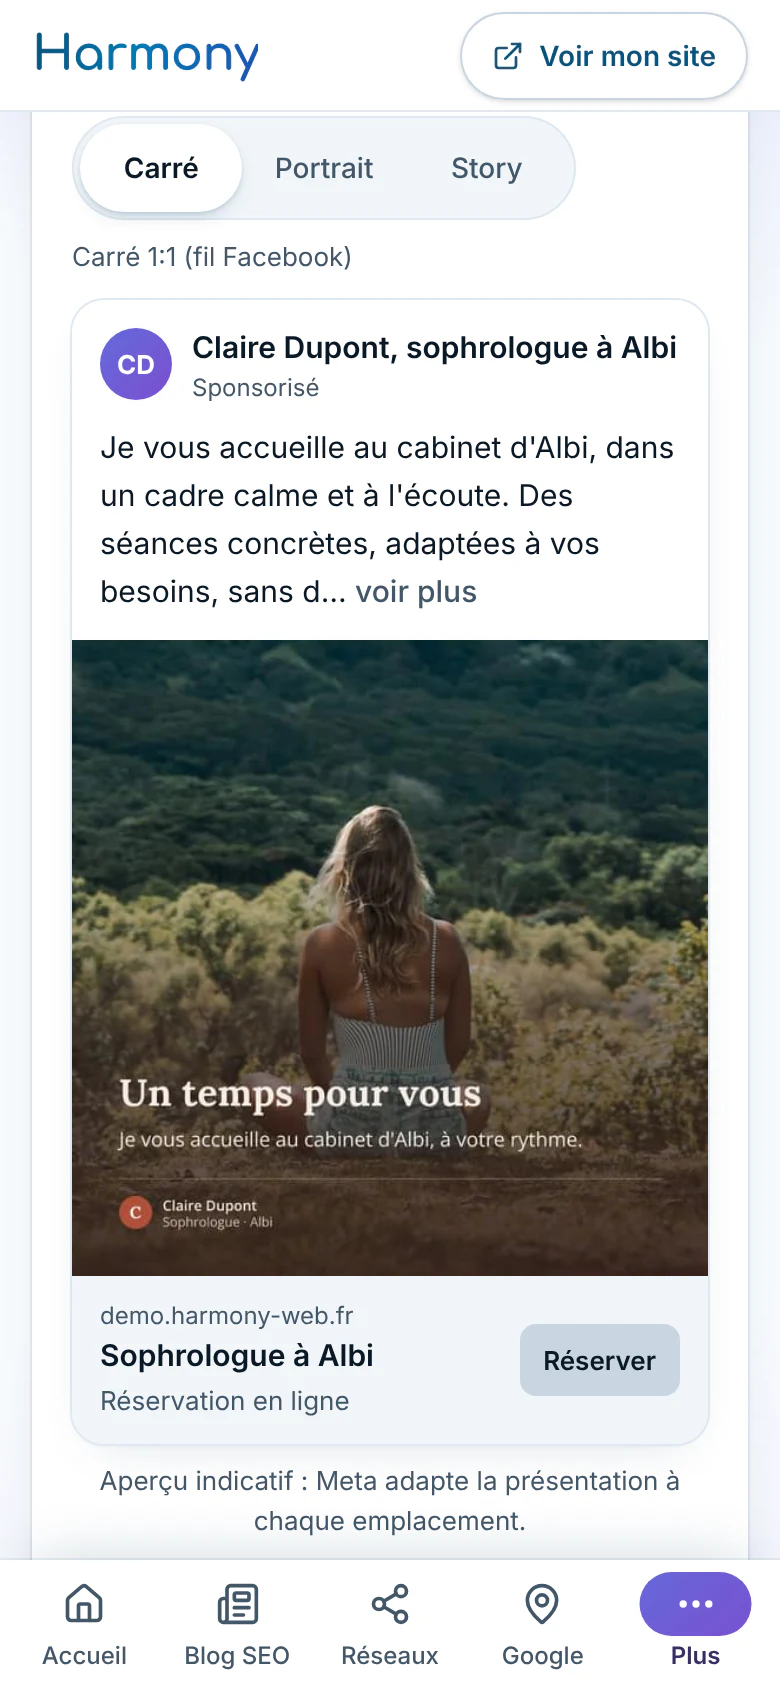 Harmony
Voir mon site
Carré
Portrait
Story
Carré 1:1 (fil Facebook)
CD
Claire Dupont, sophrologue à Albi
Sponsorisé
Je vous accueille au cabinet d'Albi, dans
un cadre calme et à l'écoute. Des
séances concrètes, adaptées à vos
besoins, sans d... voir plus
Un temps pour vous
Je vous accueille au cabinet d'Albi, à votre rythme.
C
Claire Dupont
Sophrologue · Albi
demo.harmony-web.fr
Sophrologue à Albi
Réservation en ligne
Réserver
Aperçu indicatif : Meta adapte la présentation à
chaque emplacement.
Accueil
Blog SEO
Réseaux
Google
Plus